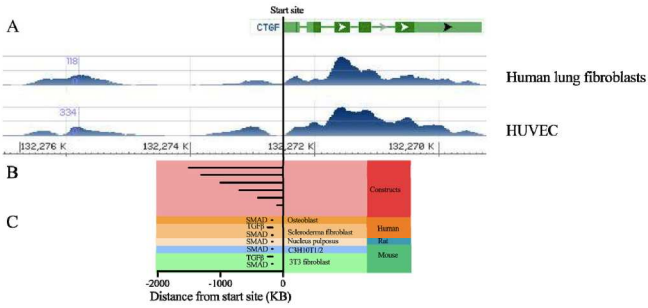 Start site
A
CTGF
118
Human lung fibroblasts
334
HUVEC
132,276 K 132,274 K 132,272 K 132,270 K
B
Constructs
C
SMAD Osteoblast
TGFβ
SMAD Scleroderma fibroblast
Human
SMAD Nucleus pulposus Rat
SMAD C3H10T1/2
Mouse
TGFβ
SMAD 3T3 fibroblast
-2000 -1000 0
Distance from start site (KB)